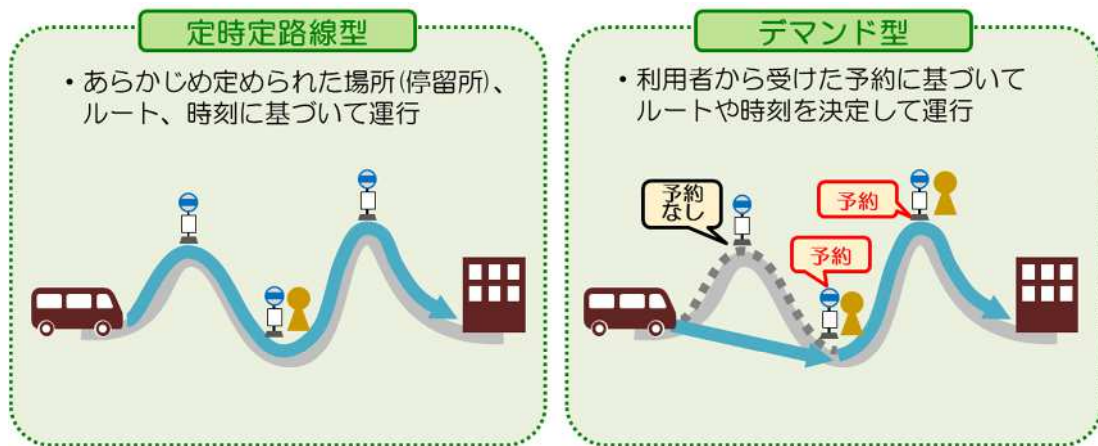 定時定路線型
・あらかじめ定められた場所(停留所)、
ルート、時刻に基づいて運行
デマンド型
・利用者から受けた予約に基づいて
ルートや時刻を決定して運行
予約
なし
予約
予約